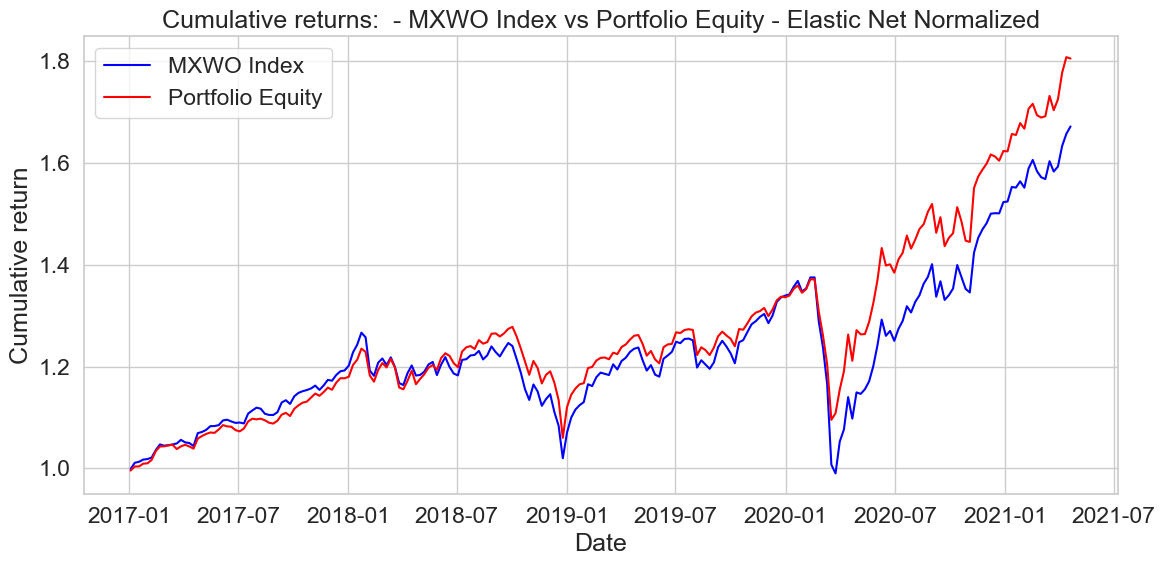 Cumulative returns:  - MXWO Index vs Portfolio Equity - Elastic Net Normalized
MXWO Index
Portfolio Equity
Cumulative return
1.8
1.6
1.4
1.2
1.0
2017-01 2017-07 2018-01 2018-07 2019-01 2019-07 2020-01 2020-07 2021-01 2021-07
Date